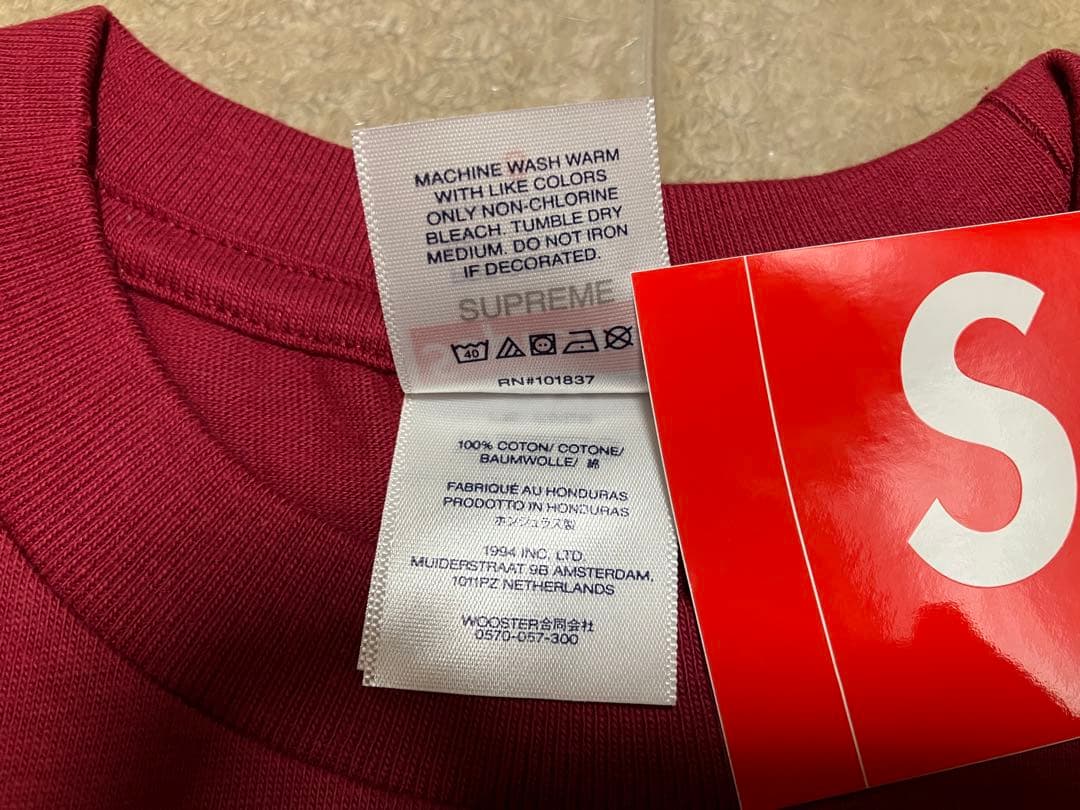 MACHINE WASH WARM
WITH LIKE COLORS
ONLY NON-CHLORINE
BLEACH. TUMBLE DRY
MEDIUM. DO NOT IRON
IF DECORATED.
SUPREME
40
RN#101837
100% COTON/ COTONE/
BAUMWOLLE/ 綿
FABRIQUÉ AU HONDURAS
PRODOTTO IN HONDURAS
ホンジュラス製
1994 INC. LTD.
MUIDERSTRAAT 9B AMSTERDAM,
1011PZ NETHERLANDS
WOOSTER合同会社
0570-057-300
S